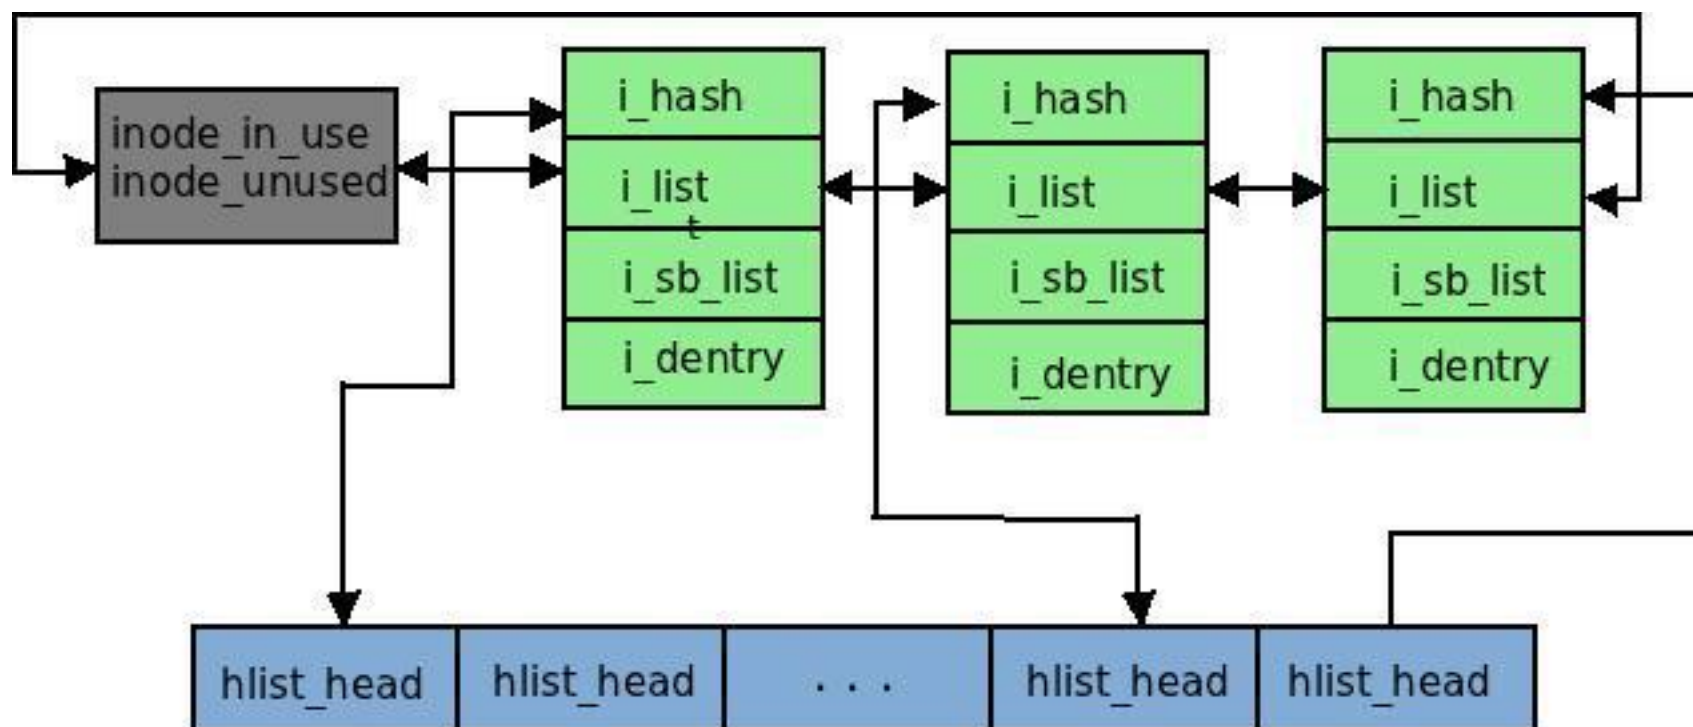 inode_in_use
inode_unused
i_hash
i_list
t
i_sb_list
i_dentry
i_hash
i_list
i_sb_list
i_dentry
i_hash
i_list
i_sb_list
i_dentry
hlist_head hlist_head . . . hlist_head hlist_head